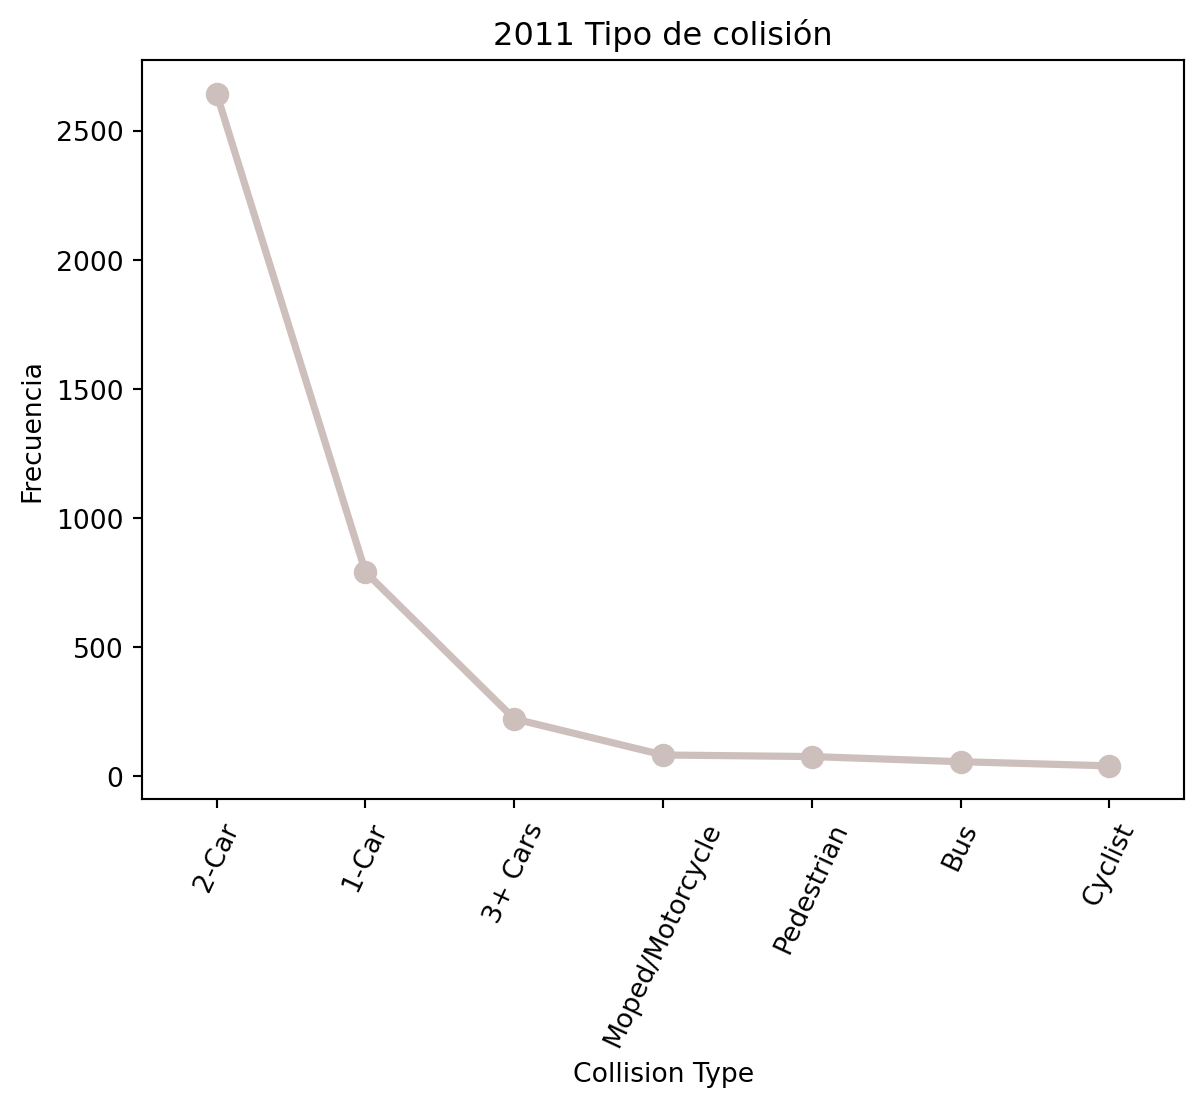 2011 Tipo de colisión
Frecuencia
2500
2000
1500
1000
500
0
2-Car
1-Car
3+ Cars
Moped/Motorcycle
Pedestrian
Bus
Cyclist
Collision Type